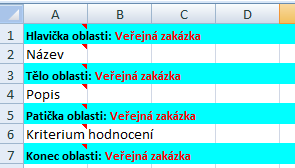 A B C D
1 Hlavička oblasti: Veřejná zakázka
2 Název
3 Tělo oblasti: Veřejná zakázka
4 Popis
5 Patička oblasti: Veřejná zakázka
6 Kriterium hodnocení
7 Konec oblasti: Veřejná zakázka